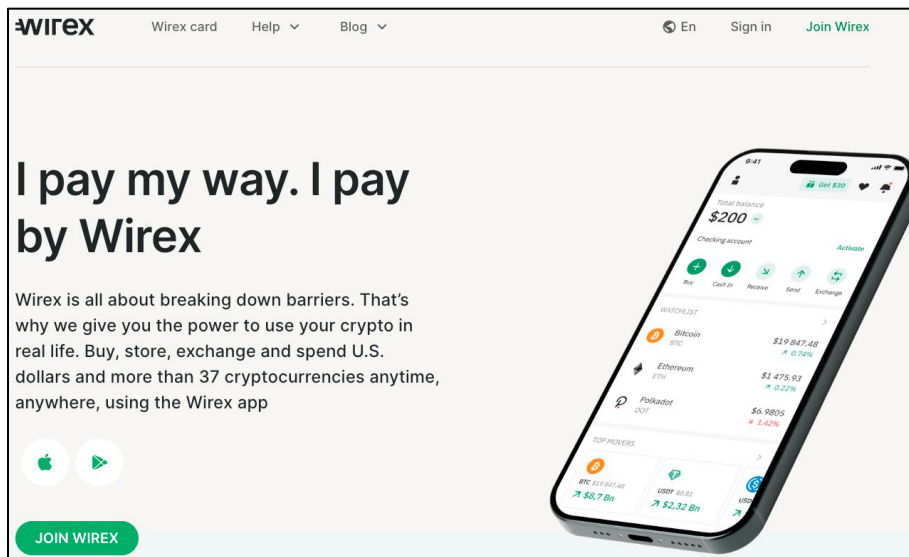 wirex
Wirex card
Help
Blog
En
Sign in
Join Wirex
I pay my way. I pay
by Wirex
Wirex is all about breaking down barriers. That's
why we give you the power to use your crypto in
real life. Buy, store, exchange and spend U.S.
dollars and more than 37 cryptocurrencies anytime,
anywhere, using the Wirex app
JOIN WIREX
9:41
Get $30
Total balance
$200
Checking account
Activate
Buy
Cash In
Receive
Send
Exchange
WATCHLIST
Bitcoin
$19 847.48
BTC
0.74%
Ethereum
$1 475.93
ETH
0.22%
Polkadot
$6.9805
DOT
1.42%
TOP MOVERS
BTC $19 847.48
$8,7 Bn
USDT $0.81
$2,32 Bn